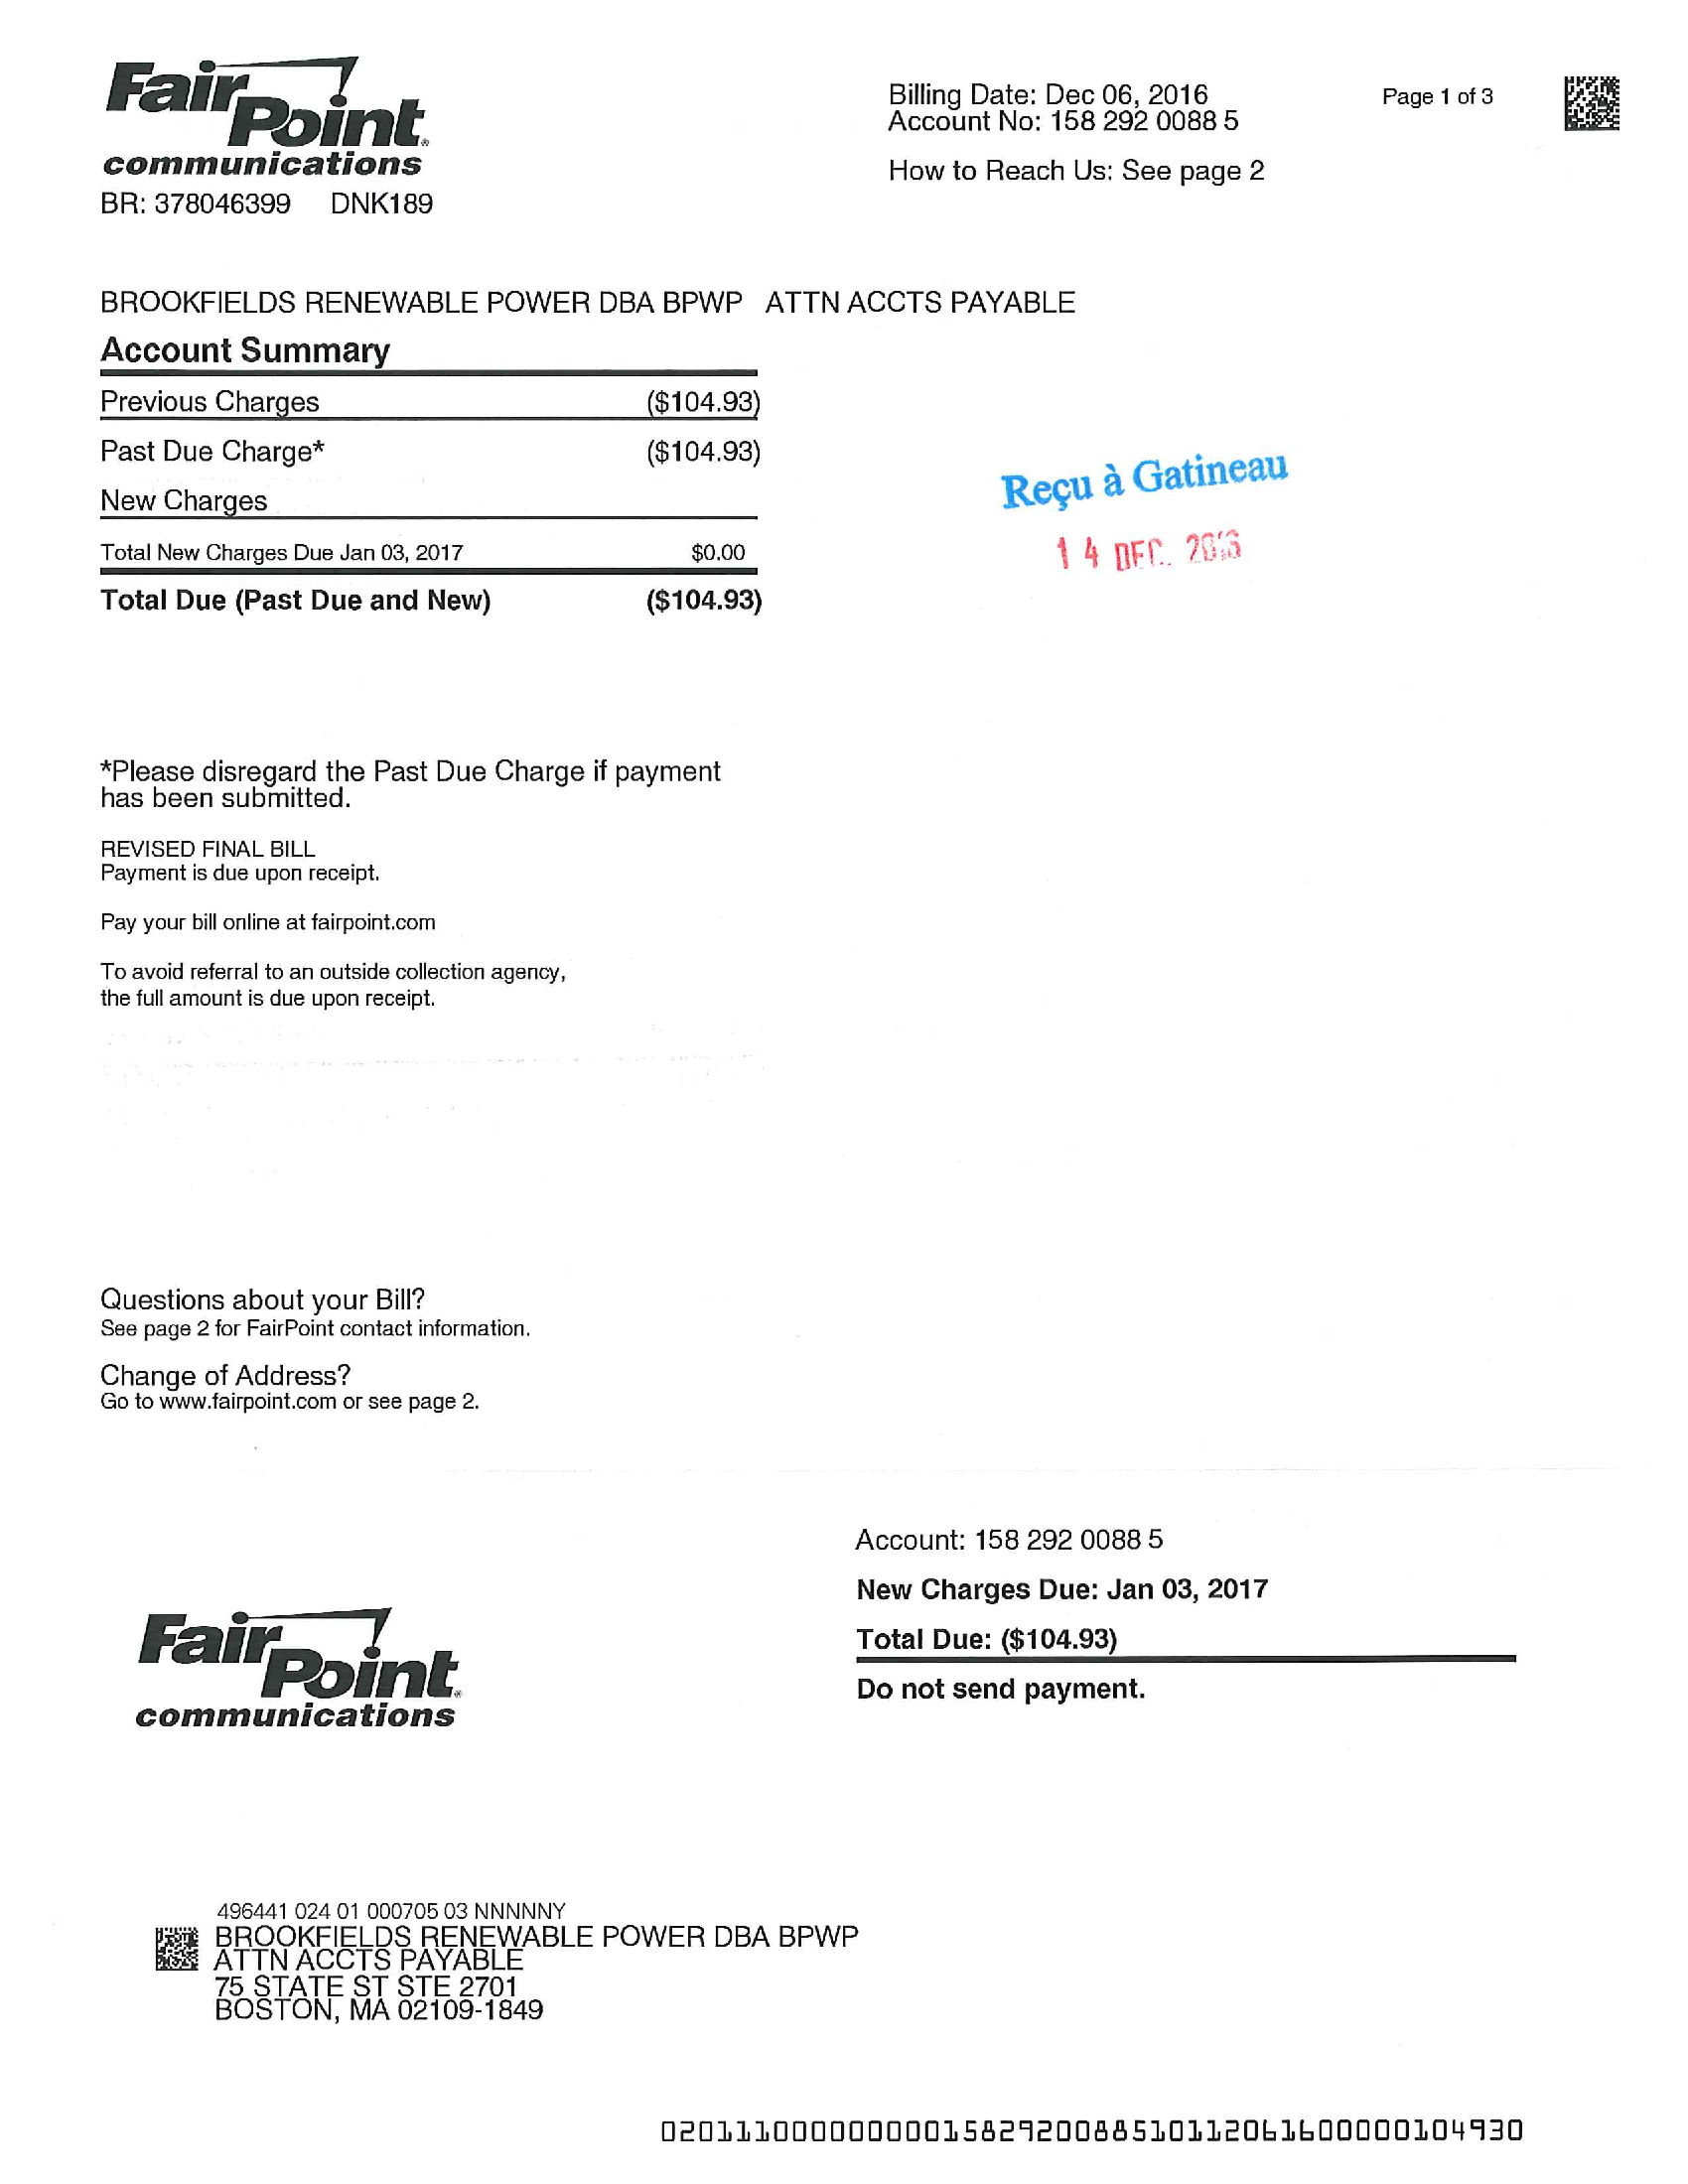 FairPoint®
communications
BR: 378046399 DNK189
Billing Date: Dec 06, 2016
Account No: 158 292 0088 5
How to Reach Us: See page 2
Page 1 of 3
BROOKFIELDS RENEWABLE POWER DBA BPWP ATTN ACCTS PAYABLE
Account Summary
Previous Charges ($104.93)
Past Due Charge* ($104.93)
New Charges
Total New Charges Due Jan 03, 2017 $0.00
Total Due (Past Due and New) ($104.93)
Reçu à Gatineau
14 DEC. 2016
*Please disregard the Past Due Charge if payment
has been submitted.
REVISED FINAL BILL
Payment is due upon receipt.
Pay your bill online at fairpoint.com
To avoid referral to an outside collection agency,
the full amount is due upon receipt.
Questions about your Bill?
See page 2 for FairPoint contact information.
Change of Address?
Go to www.fairpoint.com or see page 2.
FairPoint®
communications
Account: 158 292 0088 5
New Charges Due: Jan 03, 2017
Total Due: ($104.93)
Do not send payment.
496441 024 01 000705 03 NNNNNY
BROOKFIELDS RENEWABLE POWER DBA BPWP
ATTN ACCTS PAYABLE
75 STATE ST STE 2701
BOSTON, MA 02109-1849
02011100000000001582920088510112061600000104930